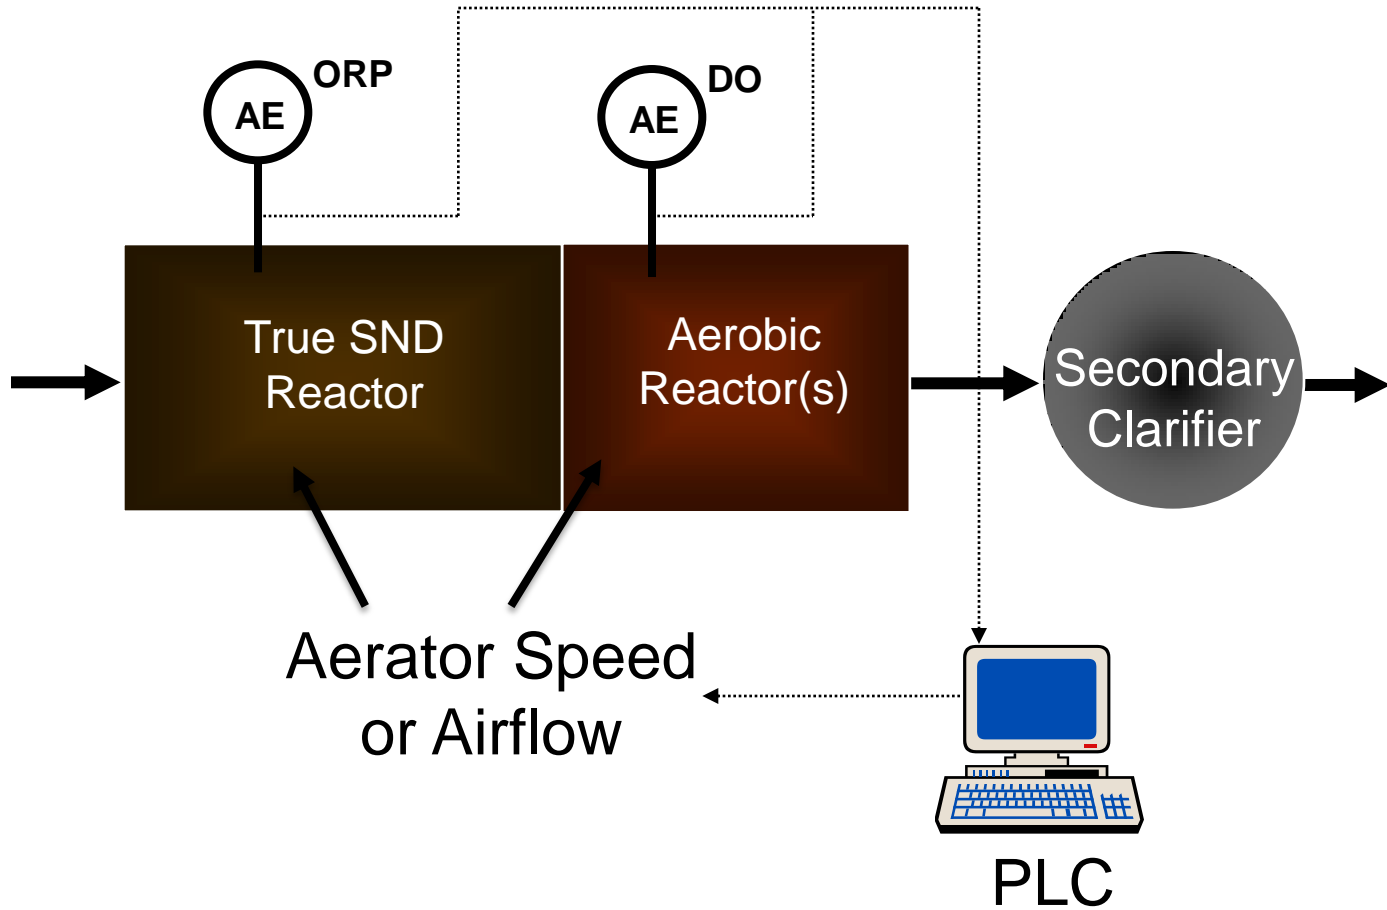 ORP
AE
DO
AE
True SND
Reactor
Aerobic
Reactor(s)
Secondary
Clarifier
Aerator Speed
or Airflow
PLC